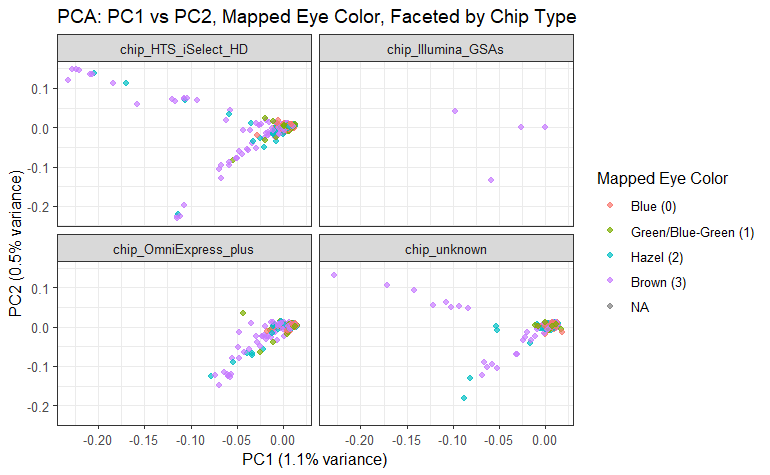 PCA: PC1 vs PC2, Mapped Eye Color, Faceted by Chip Type
chip_HTS_iSelect_HD
chip_Illumina_GSAs
0.1
0.0
-0.1
-0.2
chip_OmniExpress_plus
chip_unknown
0.1
0.0
-0.1
-0.2
-0.20
-0.15
-0.10
-0.05
0.00
-0.20
-0.15
-0.10
-0.05
0.00
PC1 (1.1% variance)
PC2 (0.5% variance)
Mapped Eye Color
Blue (0)
Green/Blue-Green (1)
Hazel (2)
Brown (3)
NA